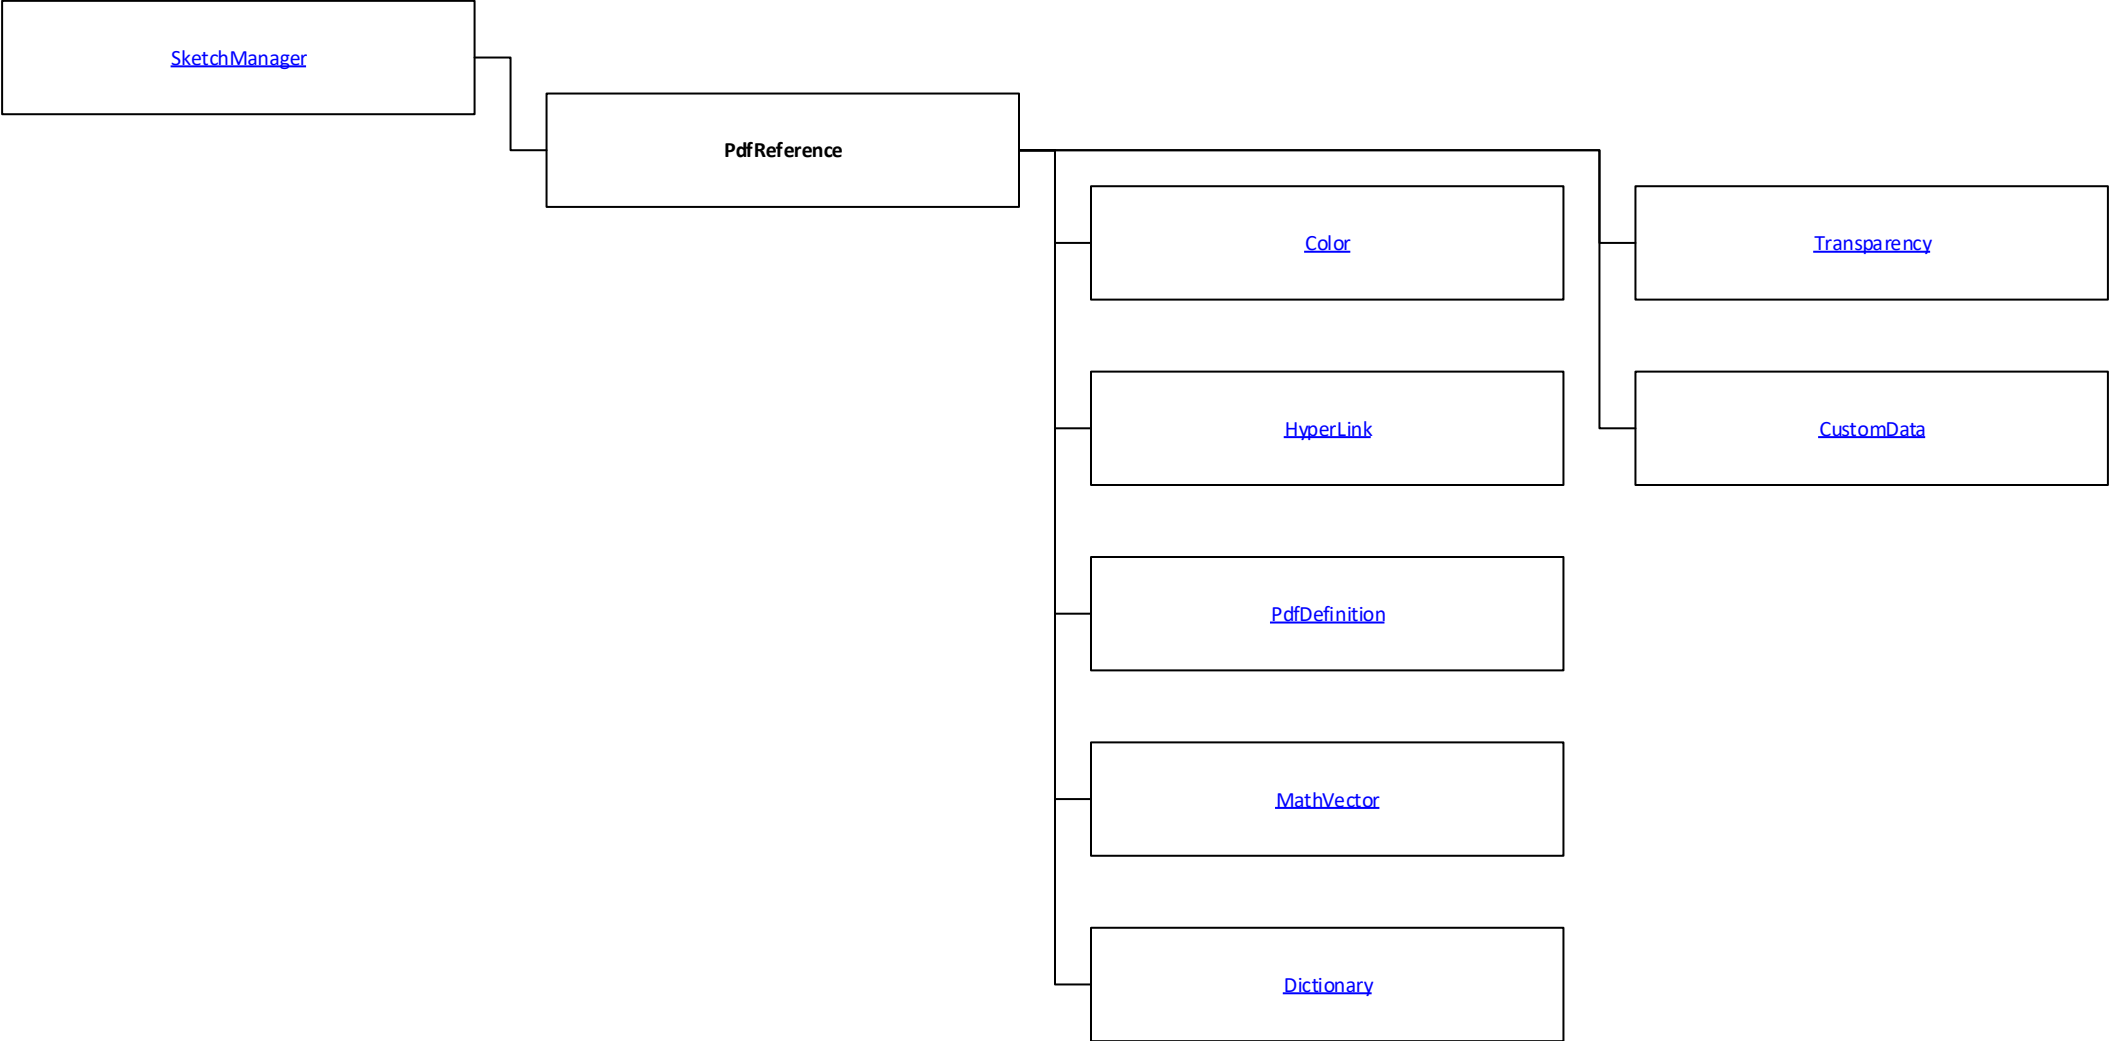 SketchManager
PdfReference
Color
Transparency
HyperLink
CustomData
PdfDefinition
MathVector
Dictionary